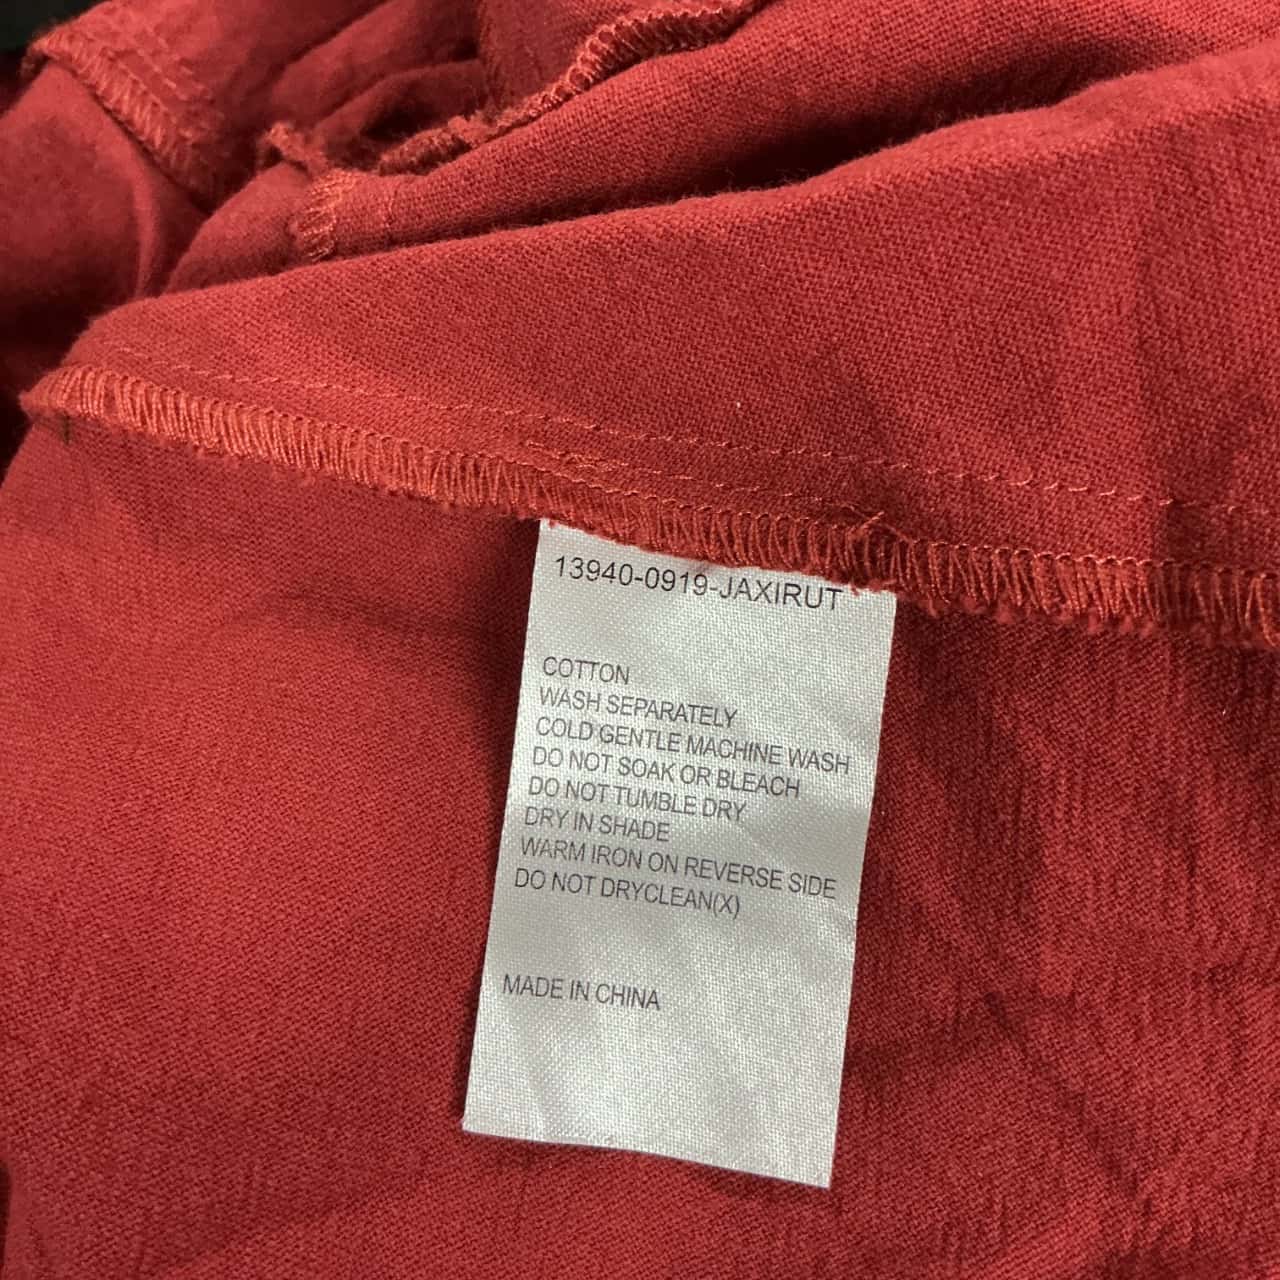 13940-0919-JAXIRUT
COTTON
WASH SEPARATELY
COLD GENTLE MACHINE WASH
DO NOT SOAK OR BLEACH
DO NOT TUMBLE DRY
DRY IN SHADE
WARM IRON ON REVERSE SIDE
DO NOT DRYCLEAN(X)
MADE IN CHINA